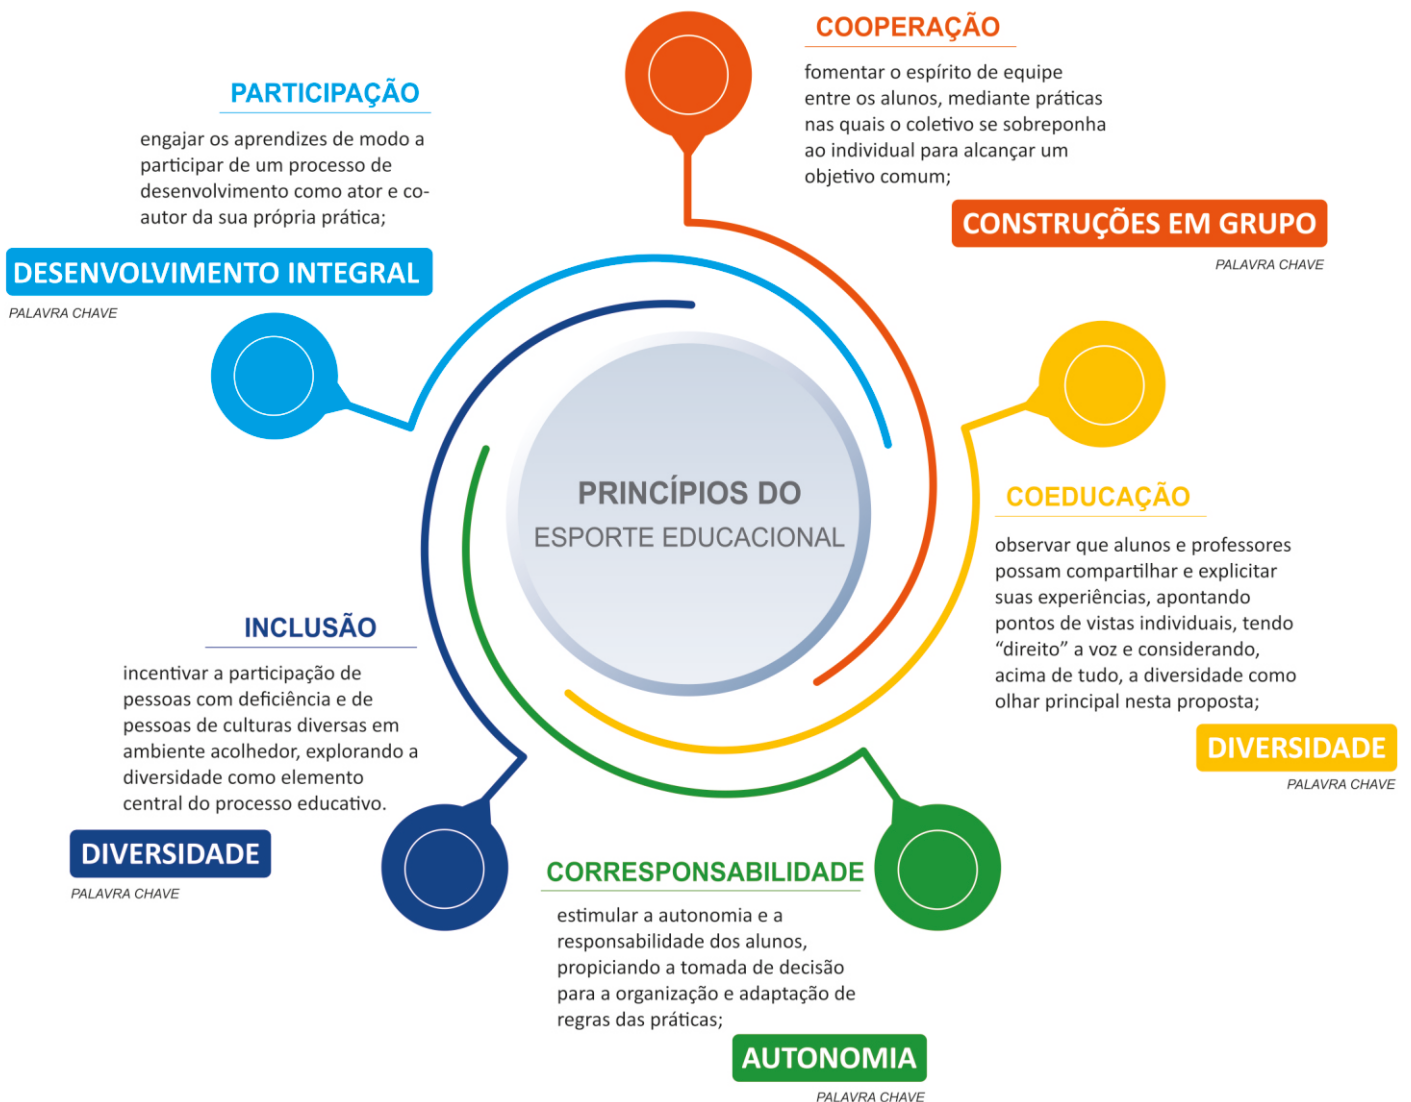 COOPERAÇÃO
fomentar o espírito de equipe
entre os alunos, mediante práticas
nas quais o coletivo se sobreponha
ao individual para alcançar um
objetivo comum;
CONSTRUÇÕES EM GRUPO
PALAVRA CHAVE
PARTICIPAÇÃO
engajar os aprendizes de modo a
participar de um processo de
desenvolvimento como ator e co-
autor da sua própria prática;
DESENVOLVIMENTO INTEGRAL
PALAVRA CHAVE
PRINCÍPIOS DO
ESPORTE EDUCACIONAL
COEDUCAÇÃO
observar que alunos e professores
possam compartilhar e explicitar
suas experiências, apontando
pontos de vistas individuais, tendo
“direito” a voz e considerando,
acima de tudo, a diversidade como
olhar principal nesta proposta;
DIVERSIDADE
PALAVRA CHAVE
INCLUSÃO
incentivar a participação de
pessoas com deficiência e de
pessoas de culturas diversas em
ambiente acolhedor, explorando a
diversidade como elemento
central do processo educativo.
DIVERSIDADE
PALAVRA CHAVE
CORRESPONSABILIDADE
estimular a autonomia e a
responsabilidade dos alunos,
propiciando a tomada de decisão
para a organização e adaptação de
regras das práticas;
AUTONOMIA
PALAVRA CHAVE